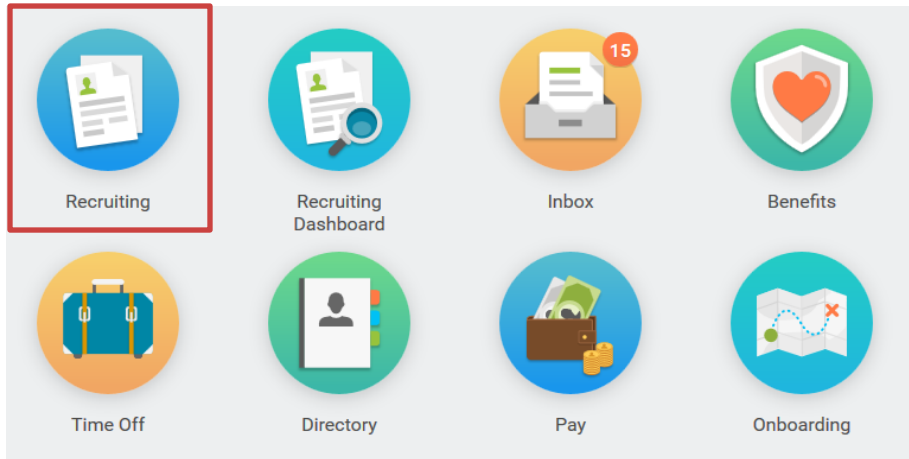 15
Recruiting
Recruiting
Dashboard
Inbox
Benefits
Time Off
Directory
Pay
Onboarding